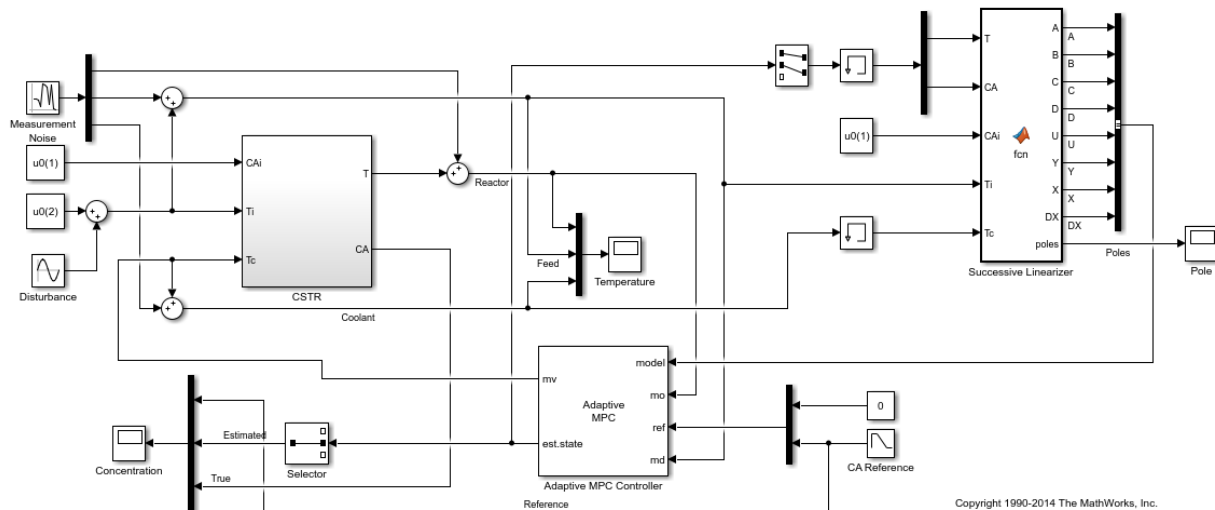 Measurement
Noise
u0(1)
u0(2)
Disturbance
+
+
+
+
+
+
+
+
CAi
Ti
Tc
T
CA
CSTR
Reactor
Coolant
Feed
Temperature
u0(1)
T
CA
CAi
Ti
Tc
fcn
A
B
C
D
U
Y
X
DX
poles
A
B
C
D
U
Y
X
DX
Successive Linearizer
Poles
Pole
Concentration
Estimated
True
Selector
mv
est.state
Adaptive
MPC
model
mo
ref
md
Adaptive MPC Controller
Reference
0
CA Reference
Copyright 1990-2014 The MathWorks, Inc.